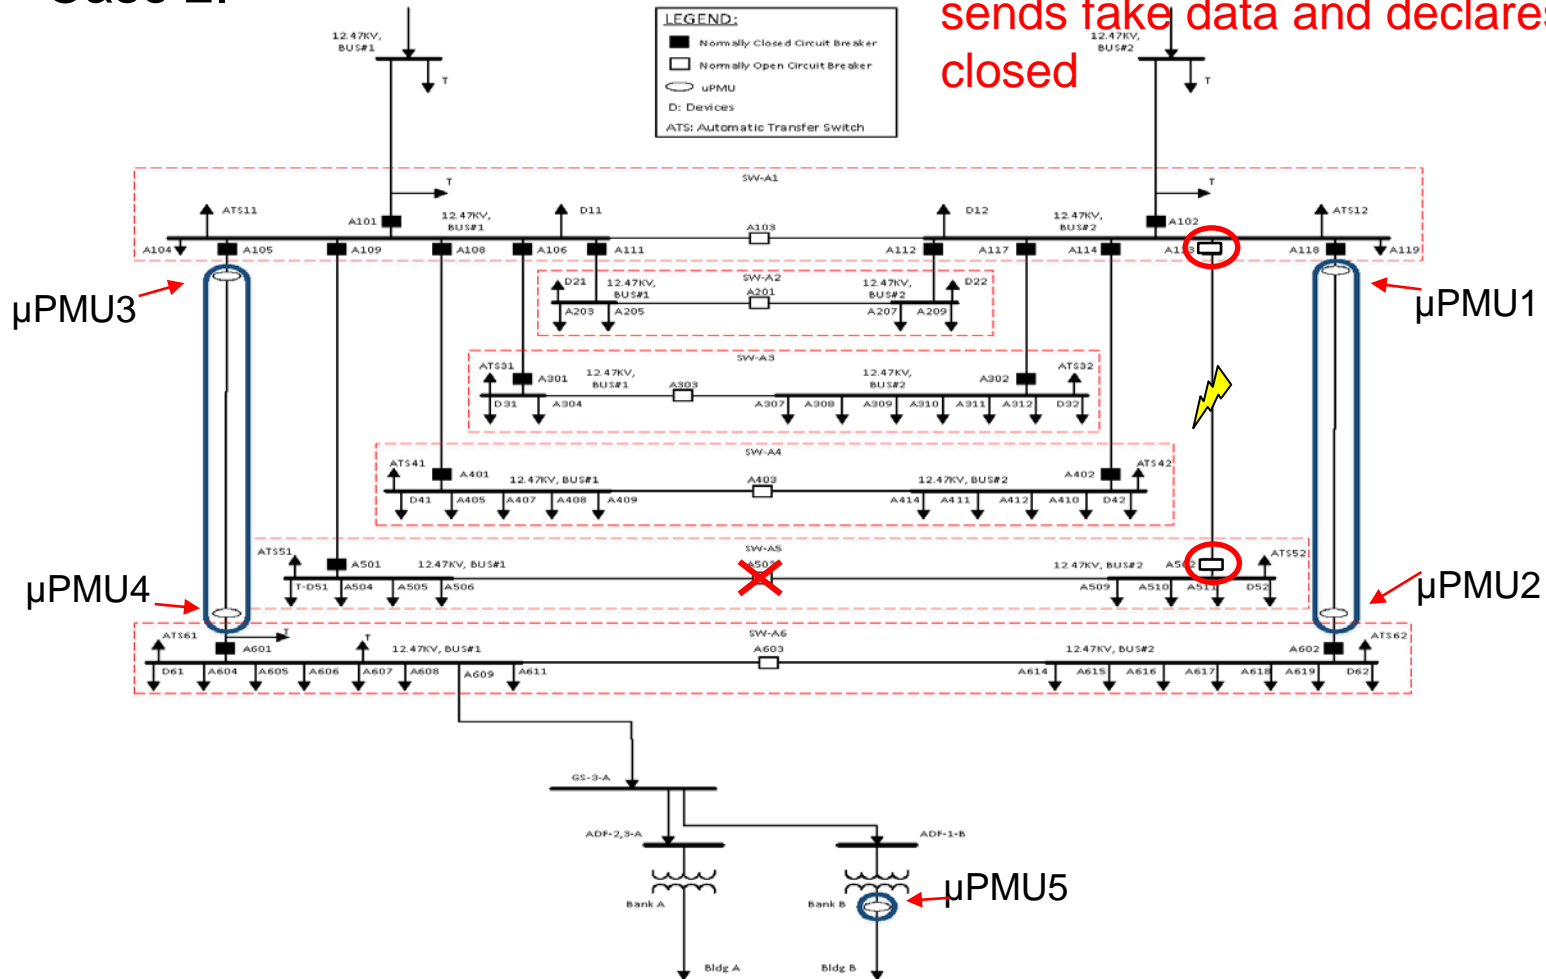 Case 2:
sends fake data and declares
closed
12.47KV,
BUS#1
LEGEND:
Normally Closed Circuit Breaker
Normally Open Circuit Breaker
uPMU
D: Devices
ATS: Automatic Transfer Switch
12.47KV,
BUS#2
T
T
SW-A1
T
T
ATS11
A101
12.47KV,
BUS#1
D11
A103
D12
12.47KV,
BUS#2
A102
ATS12
A104
A105
A109
A108
A106
A111
A112
A117
A114
A118
A119
µPMU3
µPMU1
SW-A2
D21
12.47KV,
BUS#1
A201
12.47KV,
BUS#2
D22
A203
A205
A207
A209
SW-A3
ATS31
A301
12.47KV,
BUS#1
A303
12.47KV,
BUS#2
A302
ATS32
D31
A304
A307
A308
A309
A310
A311
A312
D32
SW-A4
ATS41
A401
12.47KV, BUS#1
A403
12.47KV, BUS#2
A402
ATS42
D41
A405
A407
A408
A409
A414
A411
A412
A410
D42
SW-A5
ATS51
A501
12.47KV, BUS#1
12.47KV, BUS#2
A502
ATS52
T-D51
A504
A505
A506
A509
A510
A511
D52
µPMU4
µPMU2
SW-A6
ATS61
A601
T
T
12.47KV, BUS#1
A603
12.47KV, BUS#2
A602
ATS62
D61
A604
A605
A606
A607
A608
A609
A611
A614
A615
A616
A617
A618
A619
D62
GS-3-A
ADF-2,3-A
ADF-1-B
Bank A
Bank B
µPMU5
Bldg A
Bldg B